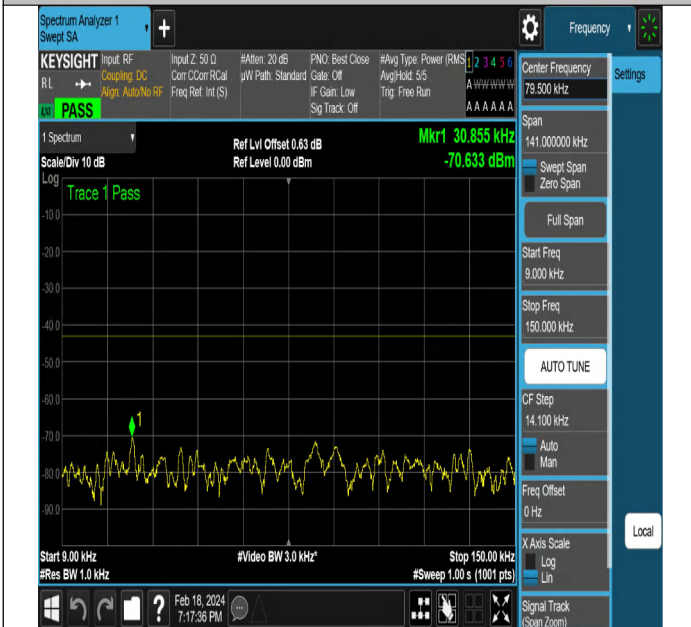 Spectrum Analyzer 1
Swept SA
Frequency
KEYSIGHT
RL
LXI PASS
Input: RF
Coupling: DC
Align: Auto/No RF
Input Z: 50 Ω
Corr CCorr RCal
Freq Ref: Int (S)
#Atten: 20 dB
µW Path: Standard
PNO: Best Close
Gate: Off
IF Gain: Low
Sig Track: Off
#Avg Type: Power (RMS
Avg|Hold: 5/5
Trig: Free Run
1 2 3 4 5 6
A W W W W W
A A A A A A
1 Spectrum
Scale/Div 10 dB
Log
Ref Lvl Offset 0.63 dB
Ref Level 0.00 dBm
Mkr1 30.855 kHz
-70.633 dBm
Trace 1 Pass
-10.0
-20.0
-30.0
-40.0
-50.0
-60.0
-70.0
-80.0
-90.0
1
Start 9.00 kHz
#Res BW 1.0 kHz
#Video BW 3.0 kHz*
Stop 150.00 kHz
#Sweep 1.00 s (1001 pts)
Feb 18, 2024
7:17:36 PM
Center Frequency
79.500 kHz
Settings
Span
141.000000 kHz
Swept Span
Zero Span
Full Span
Start Freq
9.000 kHz
Stop Freq
150.000 kHz
AUTO TUNE
CF Step
14.100 kHz
Auto
Man
Freq Offset
0 Hz
X Axis Scale
Log
Lin
Signal Track
(Span Zoom)
Local